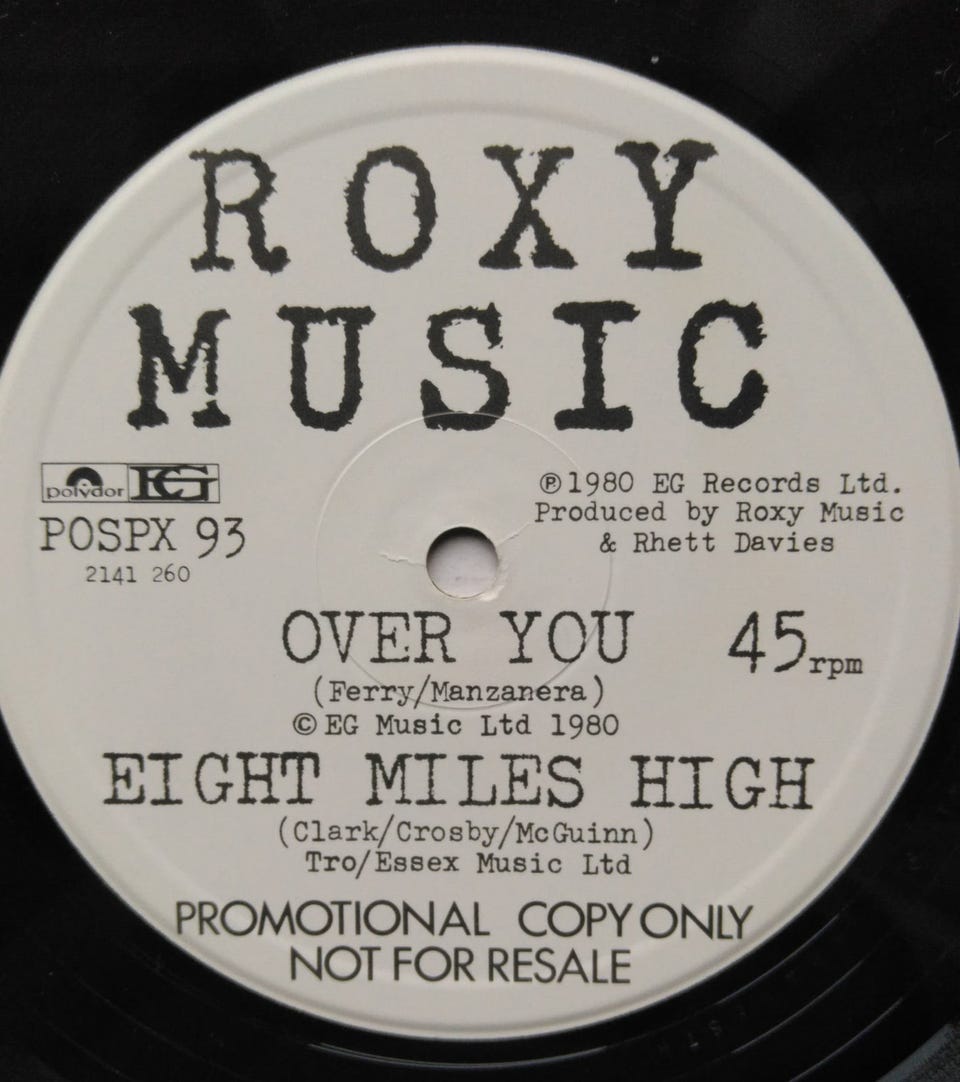 ROXY
MUSIC
polydor EG
POSPX 93
2141 260
℗1980 EG Records Ltd.
Produced by Roxy Music
& Rhett Davies
OVER YOU
45rpm
(Ferry/Manzanera)
© EG Music Ltd 1980
EIGHT MILES HIGH
(Clark/Crosby/McGuinn)
Tro/Essex Music Ltd
PROMOTIONAL COPY ONLY
NOT FOR RESALE